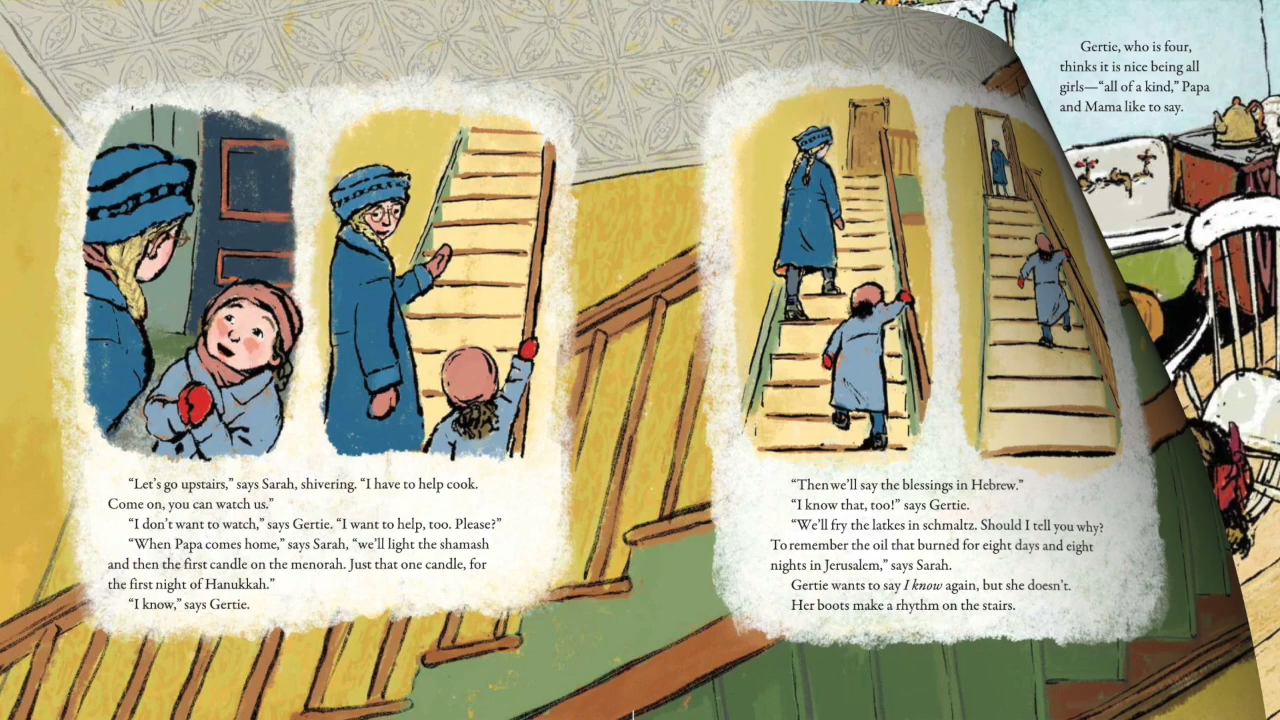 “Let’s go upstairs,” says Sarah, shivering. “I have to help cook.
Come on, you can watch us.”
“I don’t want to watch,” says Gertie. “I want to help, too. Please?”
“When Papa comes home,” says Sarah, “we’ll light the shamash
and then the first candle on the menorah. Just that one candle, for
the first night of Hanukkah.”
“I know,” says Gertie.
“Then we’ll say the blessings in Hebrew.”
“I know that, too!” says Gertie.
“We’ll fry the latkes in schmaltz. Should I tell you why?
To remember the oil that burned for eight days and eight
nights in Jerusalem,” says Sarah.
Gertie wants to say I know again, but she doesn’t.
Her boots make a rhythm on the stairs.
Gertie, who is four,
thinks it is nice being all
girls—“all of a kind,” Papa
and Mama like to say.